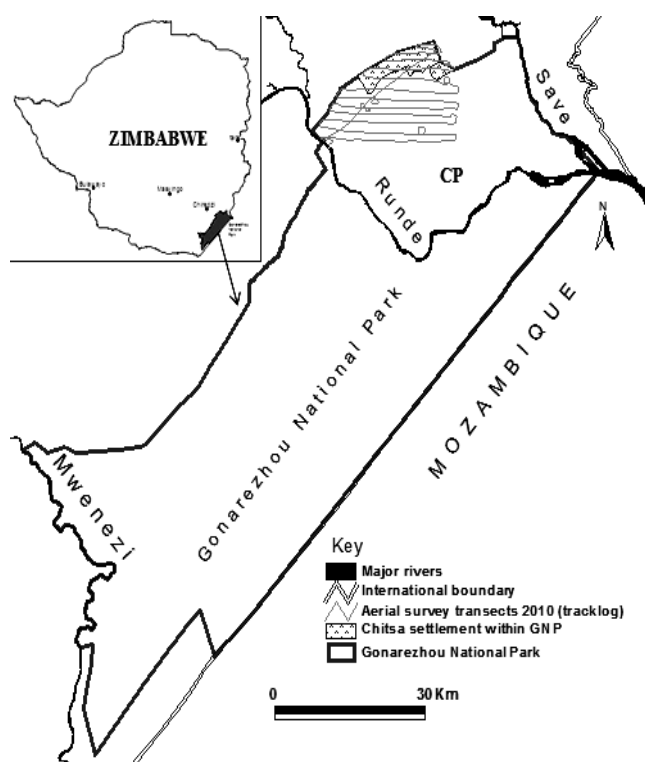 ZIMBABWE
Masvingo
Chiredzi
Save
CP
Runde
N
Gonarezhou National Park
MOZAMBIQUE
Mwenezi
Key
Major rivers
International boundary
Aerial survey transects 2010 (tracklog)
Chitsa settlement within GNP
Gonarezhou National Park
0 30 Km